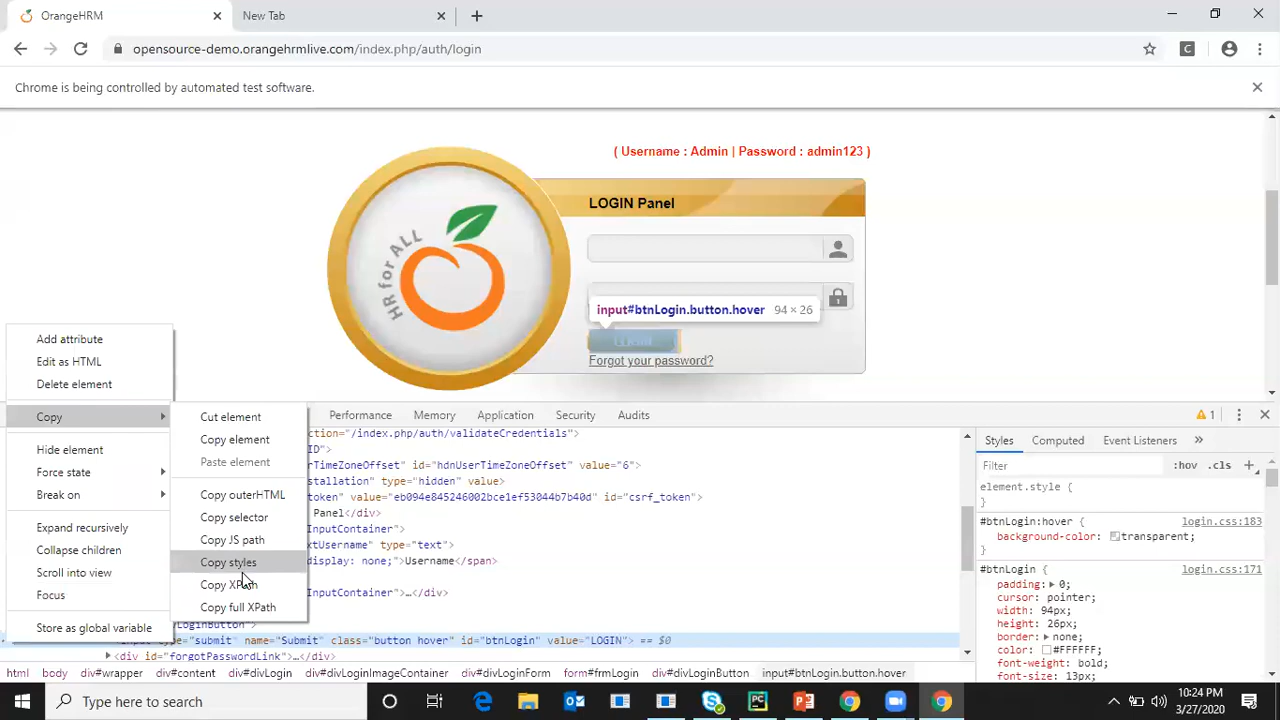 OrangeHRM
New Tab
opensource-demo.orangehrmlive.com/index.php/auth/login
Chrome is being controlled by automated test software.
( Username : Admin | Password : admin123 )
HR for ALL
LOGIN Panel
input#btnLogin.button.hover 94 × 26
LOGIN
Forgot your password?
Add attribute
Edit as HTML
Delete element
Copy
Hide element
Force state
Break on
Expand recursively
Collapse children
Scroll into view
Focus
Store as global variable
Cut element
Copy element
Paste element
Copy outerHTML
Copy selector
Copy JS path
Copy styles
Copy XPath
Copy full XPath
Performance Memory Application Security Audits 1
ction="/index.php/auth/validateCredentials">
ID">
rTimeZoneOffset" id="hdnUserTimeZoneOffset" value="6">
stallation" type="hidden">
token" value="eb094e845246002bce1ef53044b7b40d" id="csrf_token">
Panel</div>
InputContainer">
xtUsername" type="text">
display: none;">Username</span>
InputContainer">…</div>
oginButton">
type="submit" name="Submit" class="button hover" id="btnLogin" value="LOGIN"> == $0
<div id="forgotPasswordLink">…</div>
html div#wrapper div#content div#divLogin div#divLoginImageContainer div#divLoginForm form#frmLogin div#divLoginButton input#btnLogin.button.hover
Styles Computed Event Listeners »
Filter :hov .cls +
element.style {
}
#btnLogin:hover { login.css:183
background-color: transparent;
}
#btnLogin { login.css:171
padding: 0;
cursor: pointer;
width: 94px;
height: 26px;
border: none;
color: #FFFFFF;
font-weight: bold;
font-size: 13px;
Type here to search
10:24 PM
3/27/2020